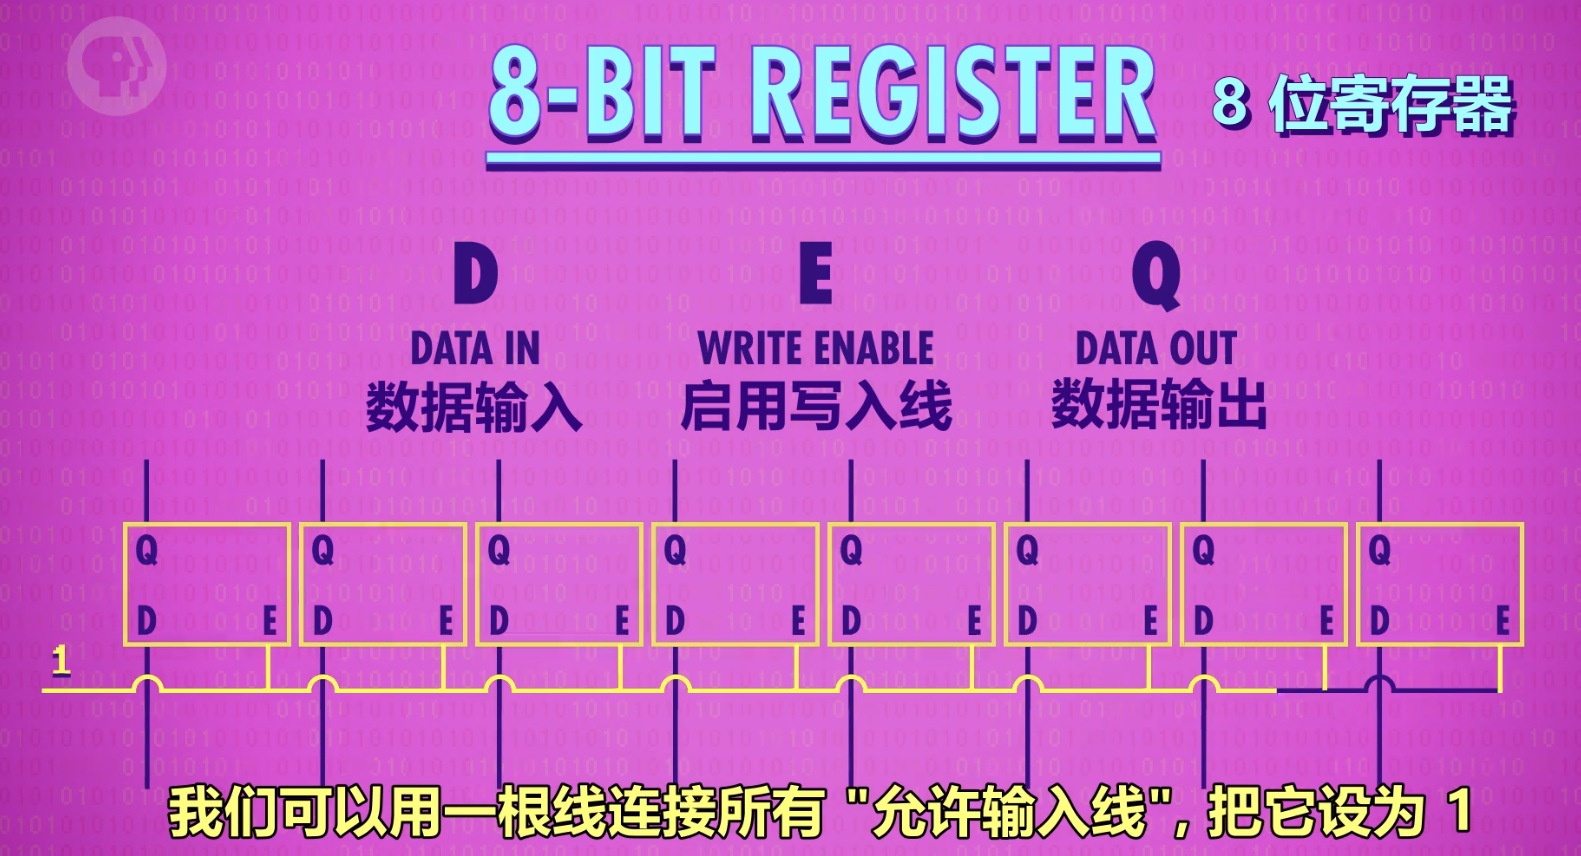 8-BIT REGISTER 8 位寄存器
D E Q
DATA IN WRITE ENABLE DATA OUT
数据输入 启用写入线 数据输出
Q Q Q Q Q Q Q Q
D E D E D E D E D E D E D E D E
1
我们可以用一根线连接所有 "允许输入线", 把它设为 1